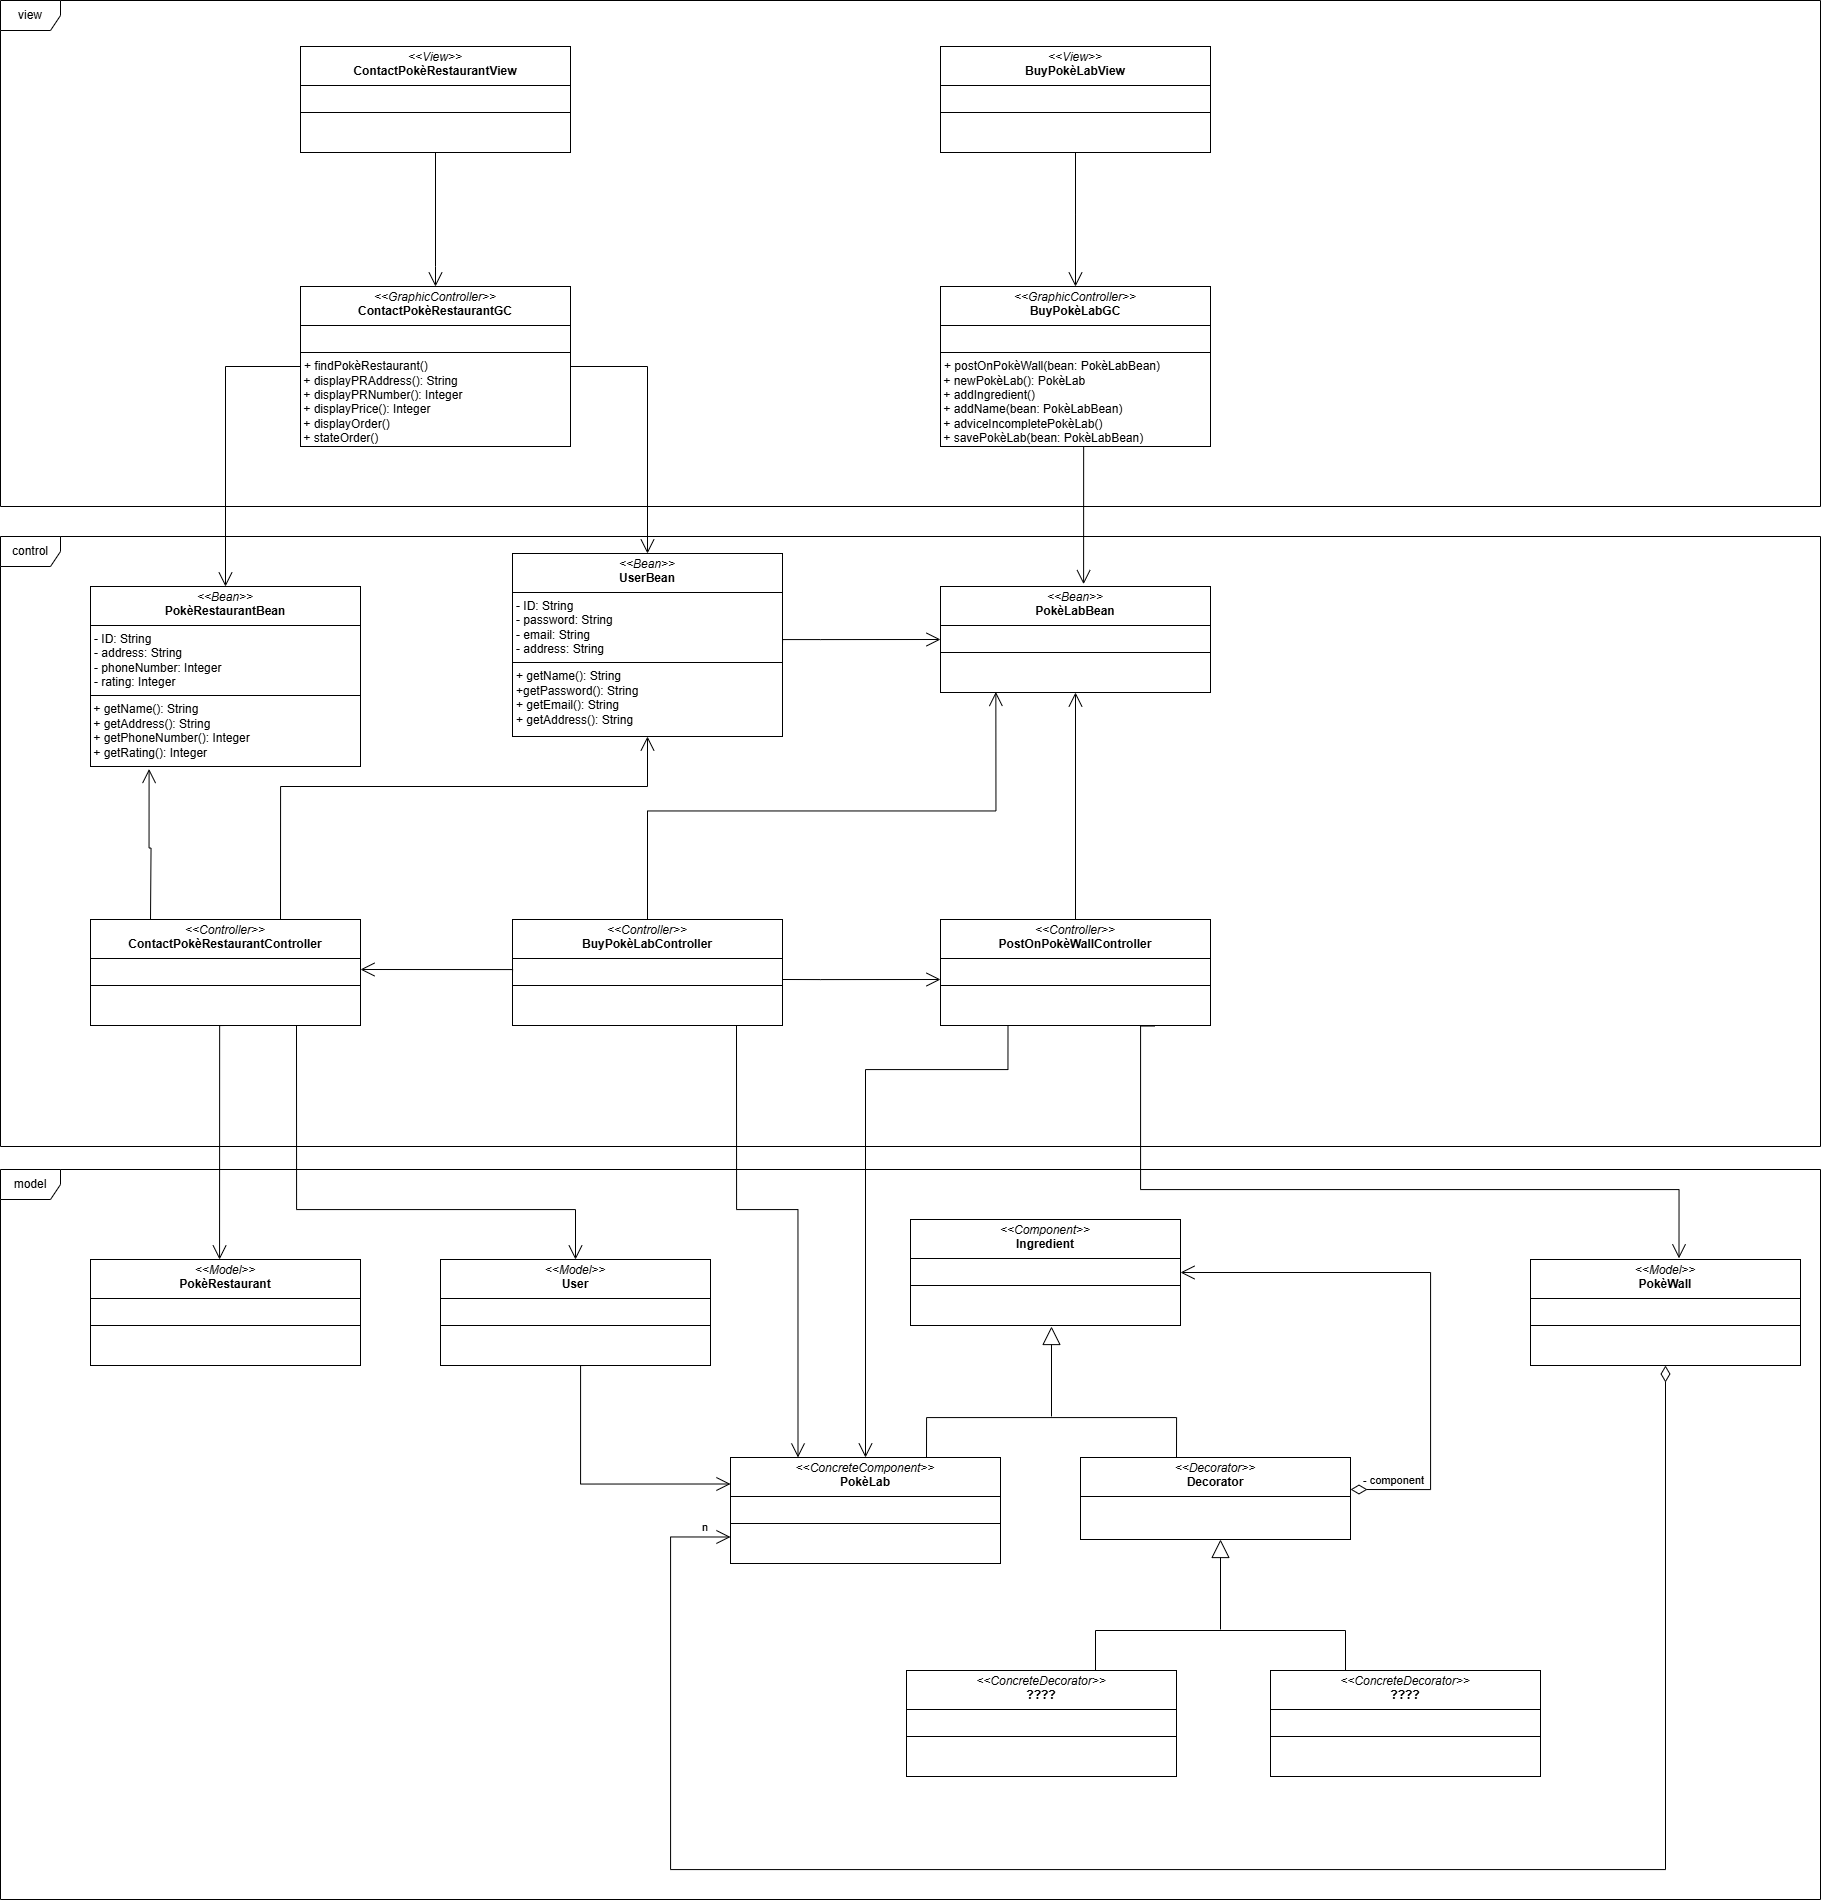 view
<<View>>
ContactPokèRestaurantView
<<View>>
BuyPokèLabView
<<GraphicController>>
ContactPokèRestaurantGC
+ findPokèRestaurant()
+ displayPRAddress(): String
+ displayPRNumber(): Integer
+ displayPrice(): Integer
+ displayOrder()
+ stateOrder()
<<GraphicController>>
BuyPokèLabGC
+ postOnPokèWall(bean: PokèLabBean)
+ newPokèLab(): PokèLab
+ addIngredient()
+ addName(bean: PokèLabBean)
+ adviceIncompletePokèLab()
+ savePokèLab(bean: PokèLabBean)
control
<<Bean>>
PokèRestaurantBean
- ID: String
- address: String
- phoneNumber: Integer
- rating: Integer
+ getName(): String
+ getAddress(): String
+ getPhoneNumber(): Integer
+ getRating(): Integer
<<Bean>>
UserBean
- ID: String
- password: String
- email: String
- address: String
+ getName(): String
+getPassword(): String
+ getEmail(): String
+ getAddress(): String
<<Bean>>
PokèLabBean
<<Controller>>
ContactPokèRestaurantController
<<Controller>>
BuyPokèLabController
<<Controller>>
PostOnPokèWallController
model
<<Model>>
PokèRestaurant
<<Model>>
User
<<Component>>
Ingredient
<<Model>>
PokèWall
<<ConcreteComponent>>
PokèLab
n
<<Decorator>>
Decorator
- component
<<ConcreteDecorator>>
????
<<ConcreteDecorator>>
????